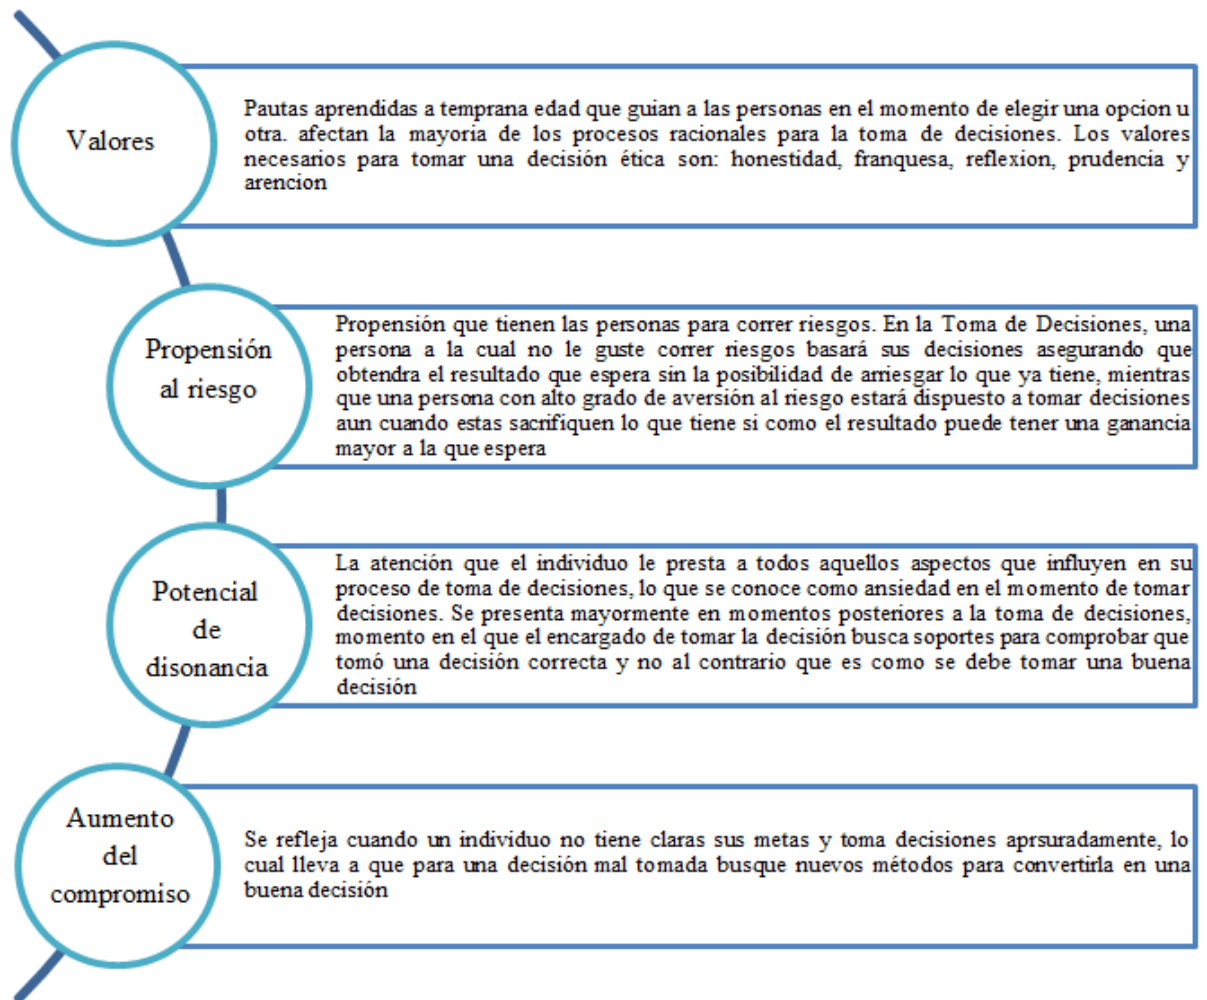 Valores
Pautas aprendidas a temprana edad que guian a las personas en el momento de elegir una opcion u
otra. afectan la mayoria de los procesos racionales para la toma de decisiones. Los valores
necesarios para tomar una decisión ética son: honestidad, franquesa, reflexion, prudencia y
arencion
Propensión
al riesgo
Propensión que tienen las personas para correr riesgos. En la Toma de Decisiones, una
persona a la cual no le guste correr riesgos basará sus decisiones asegurando que
obtendra el resultado que espera sin la posibilidad de arriesgar lo que ya tiene, mientras
que una persona con alto grado de aversión al riesgo estará dispuesto a tomar decisiones
aun cuando estas sacrifiquen lo que tiene si como el resultado puede tener una ganancia
mayor a la que espera
Potencial
de
disonancia
La atención que el individuo le presta a todos aquellos aspectos que influyen en su
proceso de toma de decisiones, lo que se conoce como ansiedad en el momento de tomar
decisiones. Se presenta mayormente en momentos posteriores a la toma de decisiones,
momento en el que el encargado de tomar la decisión busca soportes para comprobar que
tomó una decisión correcta y no al contrario que es como se debe tomar una buena
decisión
Aumento
del
compromiso
Se refleja cuando un individuo no tiene claras sus metas y toma decisiones aprsuradamente, lo
cual lleva a que para una decisión mal tomada busque nuevos métodos para convertirla en una
buena decisión